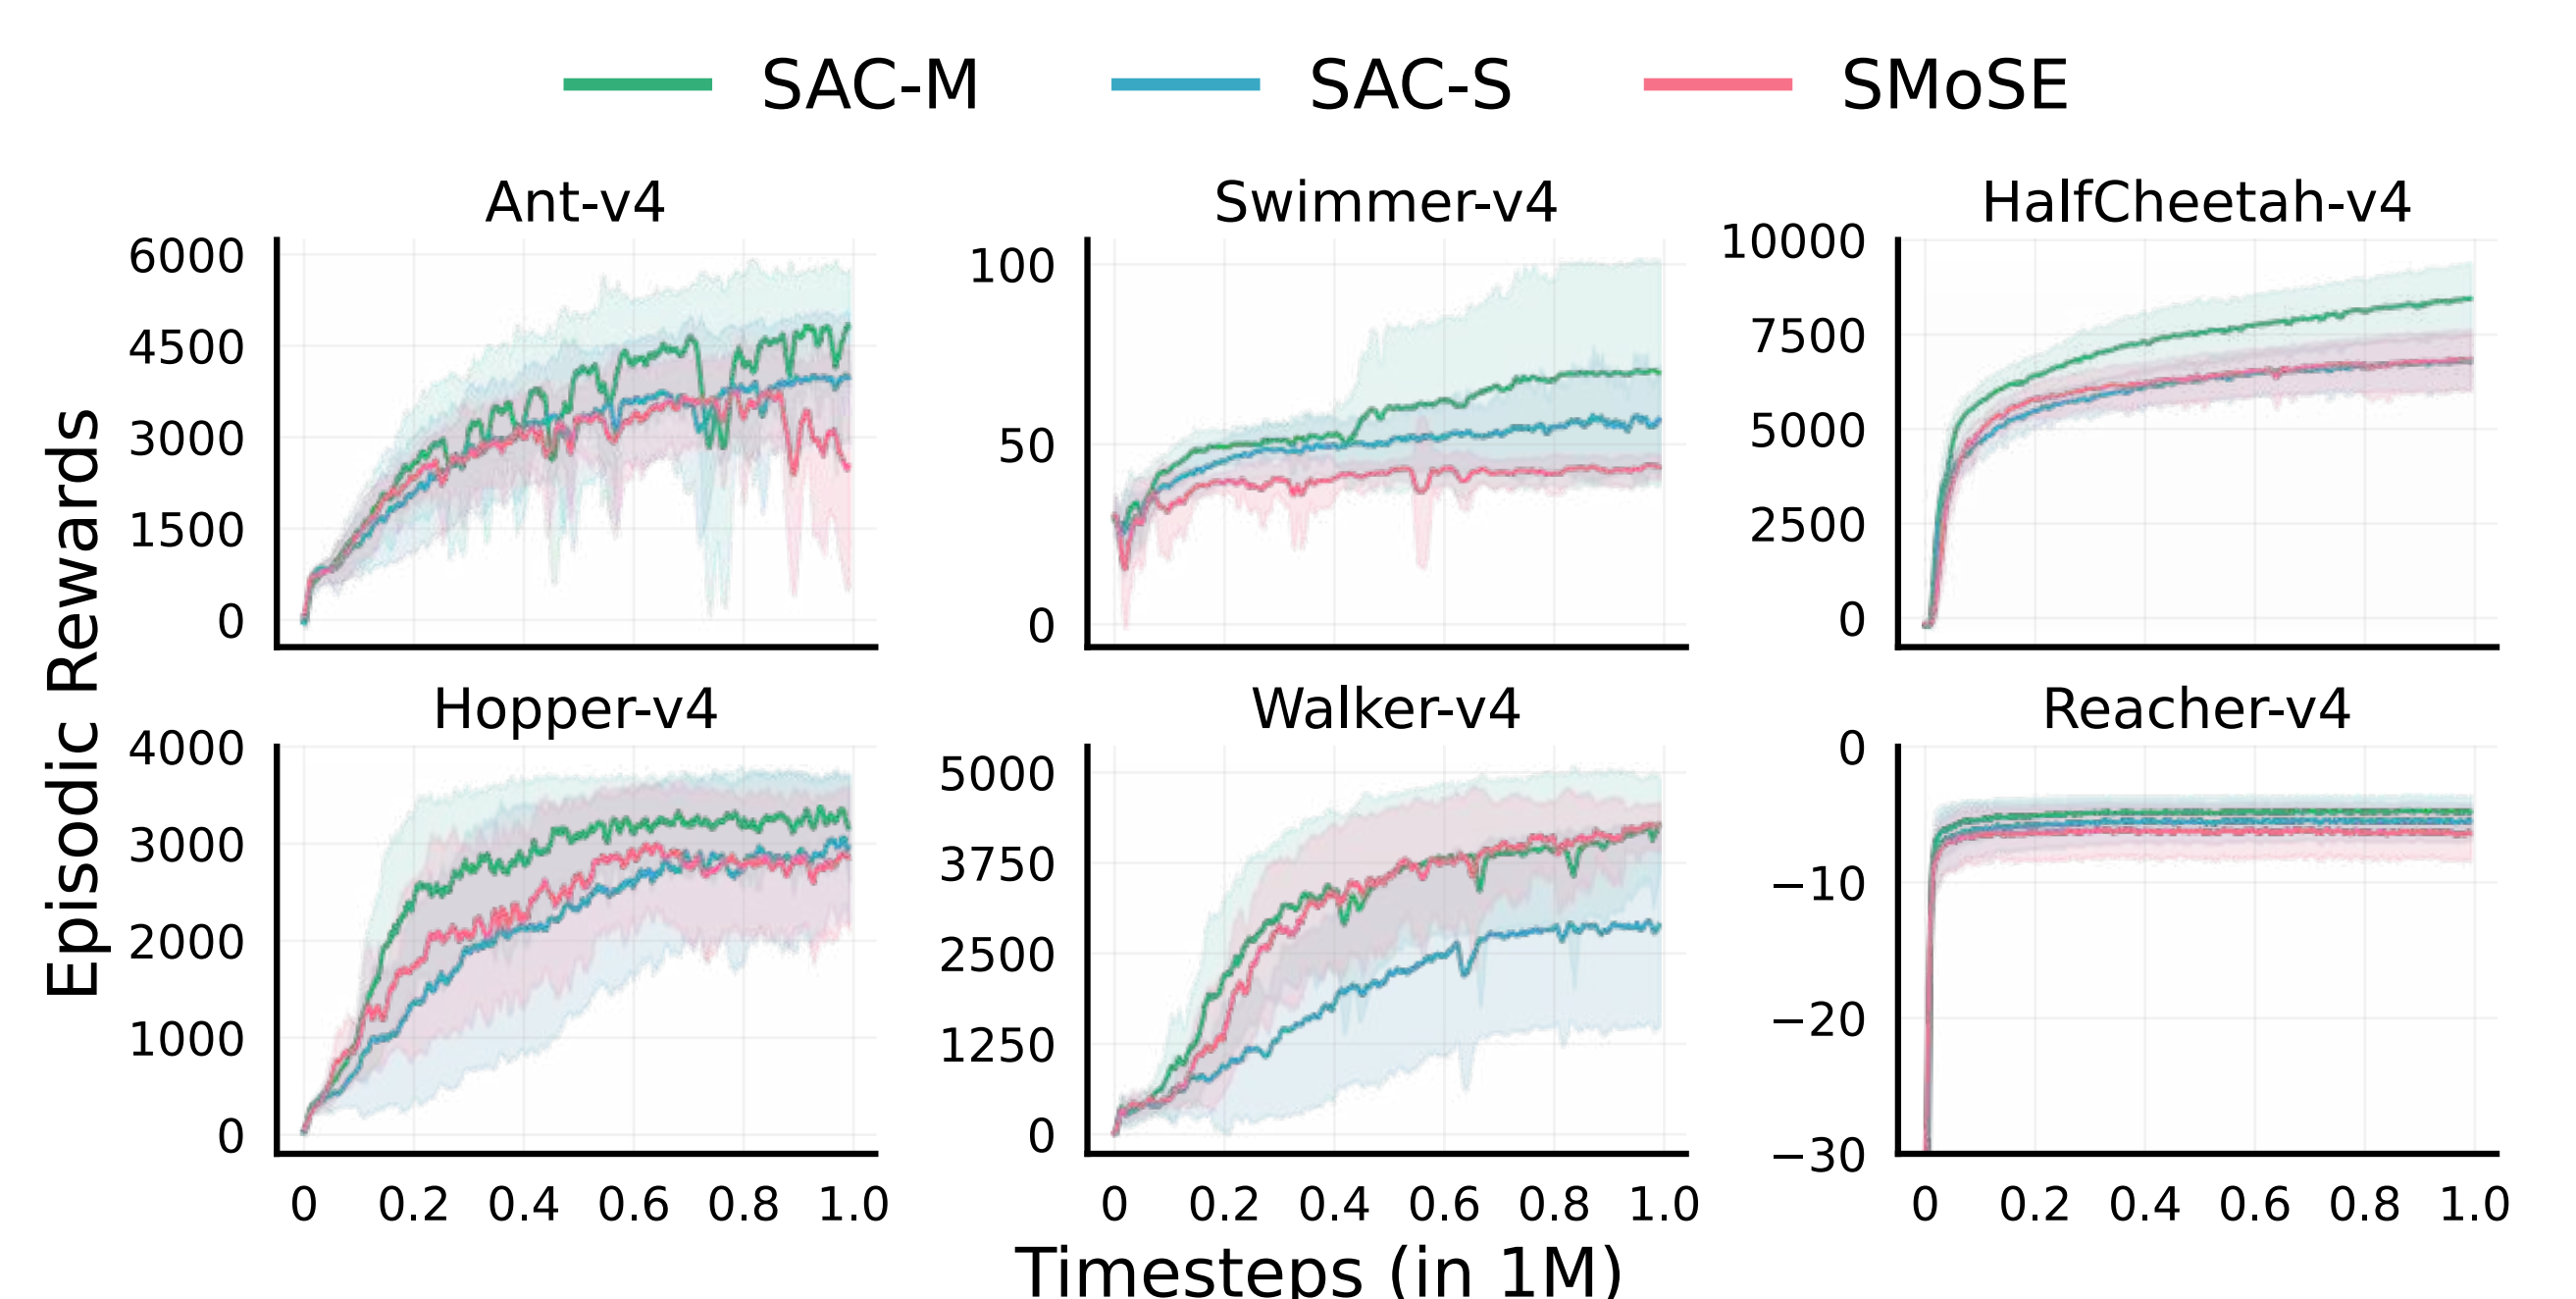 SAC-M SAC-S SMoSE
Ant-v4 Swimmer-v4 HalfCheetah-v4
6000 4500 3000 1500 0
100 50 0
10000 7500 5000 2500 0
Episodic Rewards
Hopper-v4 Walker-v4 Reacher-v4
4000 3000 2000 1000 0
5000 3750 2500 1250 0
0 −10 −20 −30
0 0.2 0.4 0.6 0.8 1.0
0 0.2 0.4 0.6 0.8 1.0
0 0.2 0.4 0.6 0.8 1.0
Timesteps (in 1M)